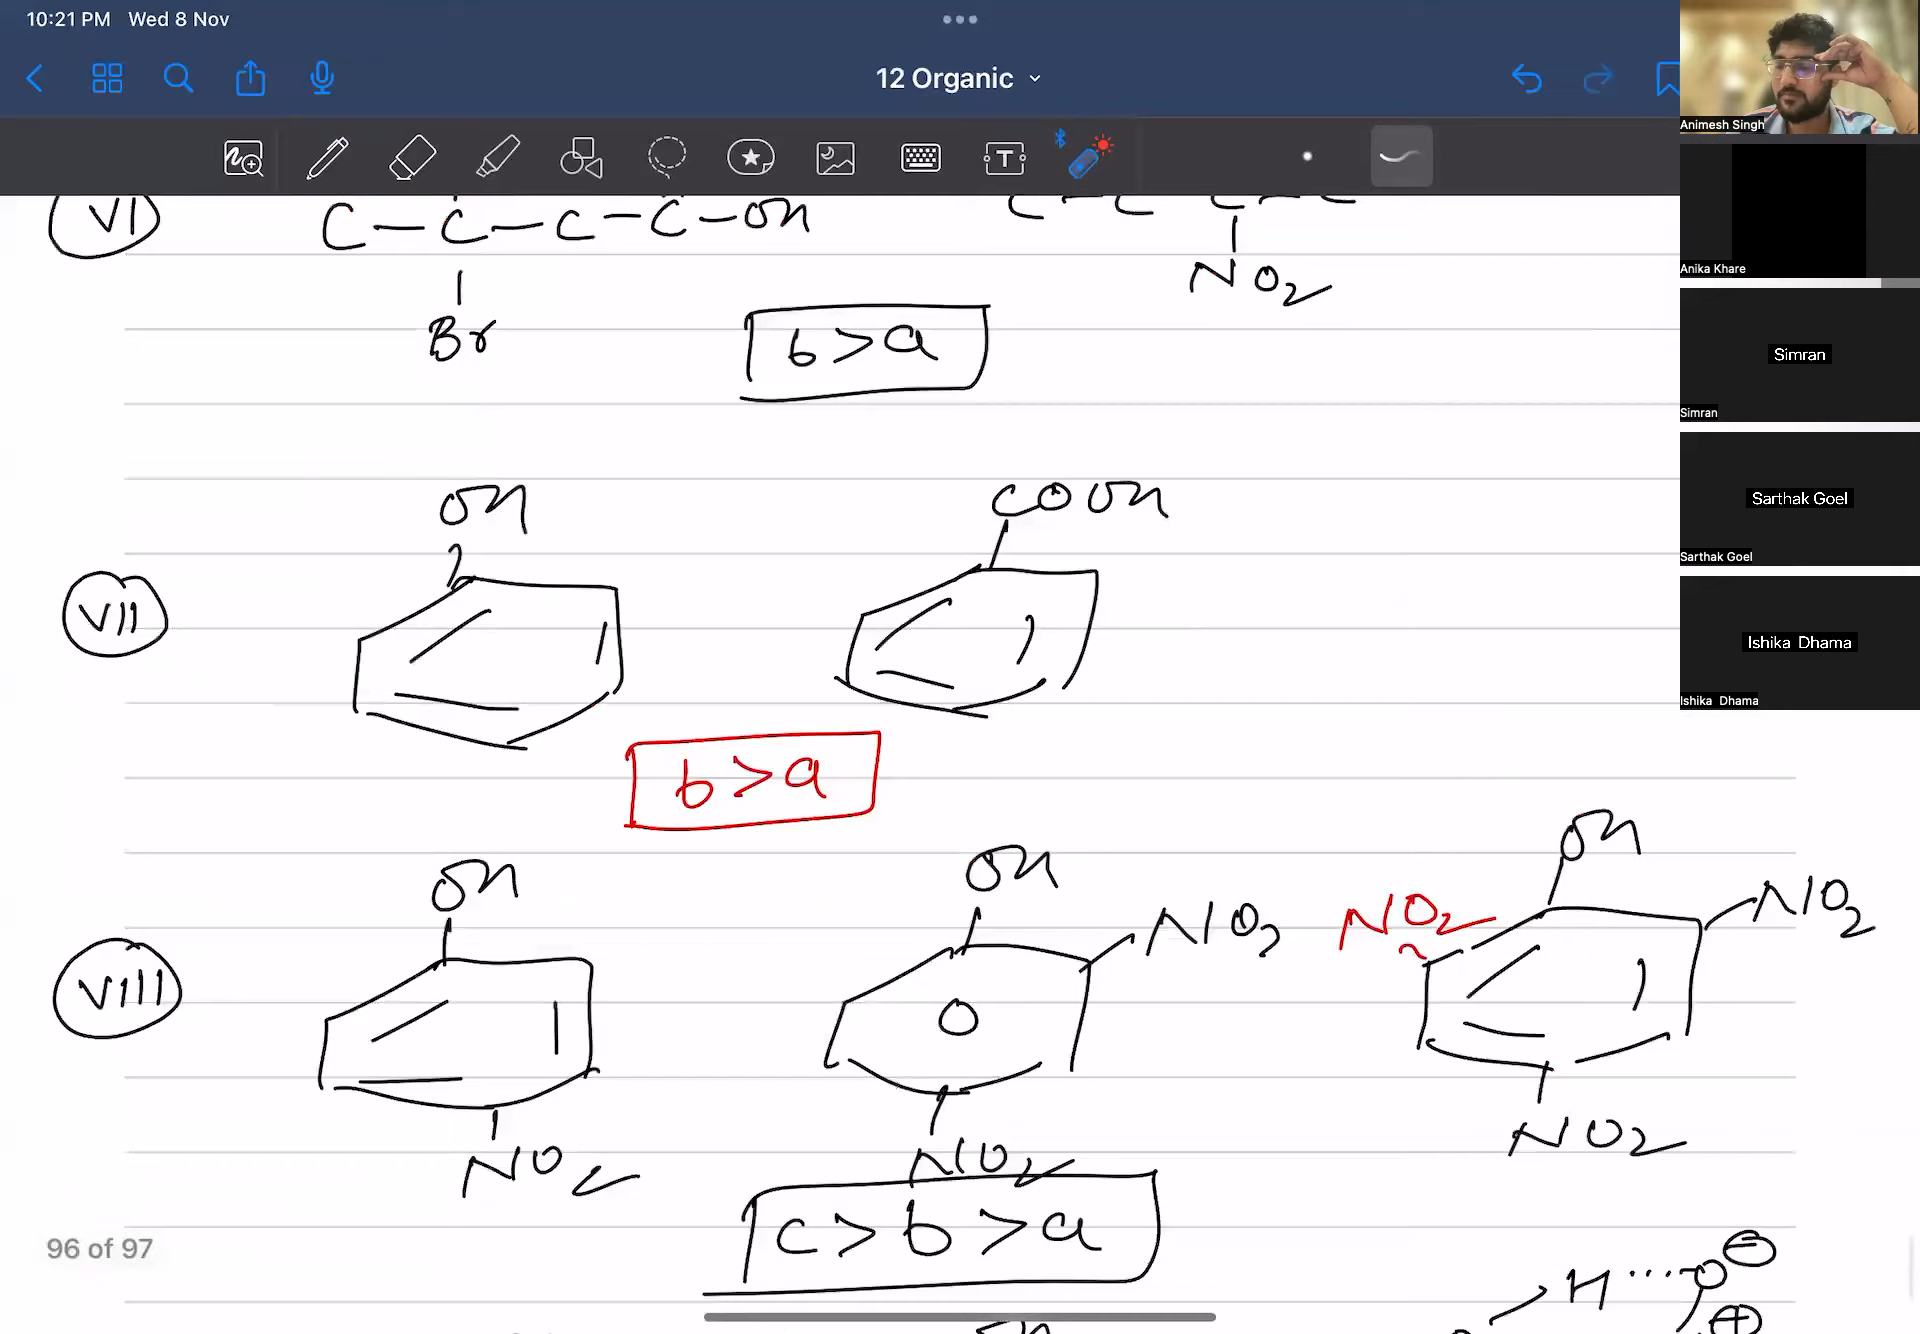 10:21 PM Wed 8 Nov
12 Organic
T
Animesh Singh
Anika Khare
Simran
Simran
Sarthak Goel
Sarthak Goel
Ishika Dhama
Ishika Dhama
VI
C - C - C - C - OH
Br
NO2
b > a
VII
OH
COOH
b > a
VIII
OH
NO2
OH
NO2
NO2
OH
NO2
NO2
NO2
c > b > a
96 of 97
H ···· O ⊖
⊕